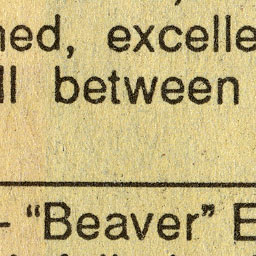 ned, excelle
ll between
- “Beaver” E